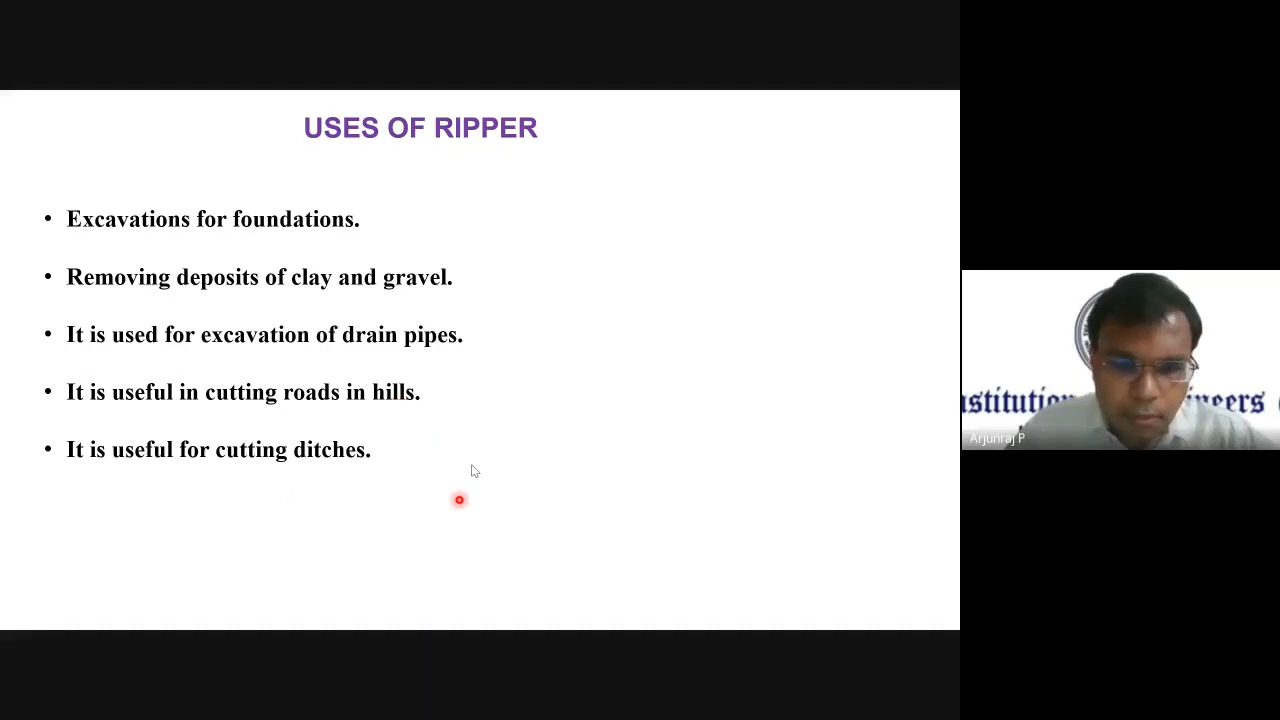 USES OF RIPPER
• Excavations for foundations.
• Removing deposits of clay and gravel.
• It is used for excavation of drain pipes.
• It is useful in cutting roads in hills.
• It is useful for cutting ditches.
Arjunraj P